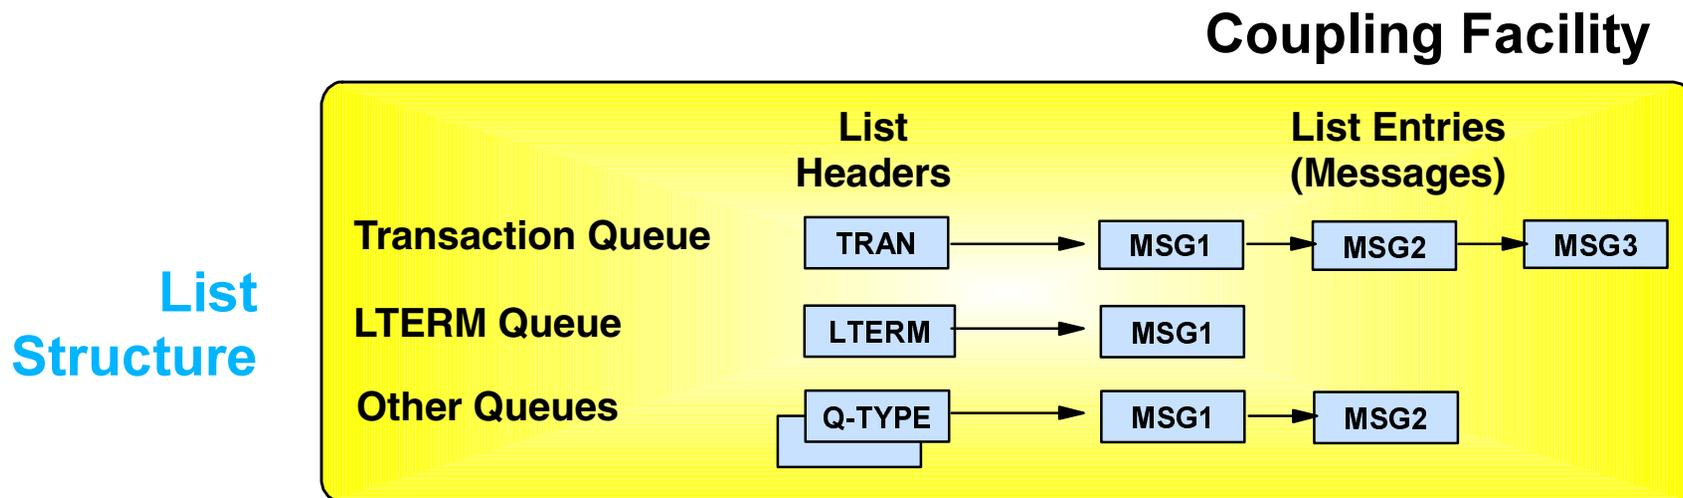 Coupling Facility
List
Headers
List Entries
(Messages)
Transaction Queue
TRAN
MSG1
MSG2
MSG3
List
Structure
LTERM Queue
LTERM
MSG1
Other Queues
Q-TYPE
MSG1
MSG2